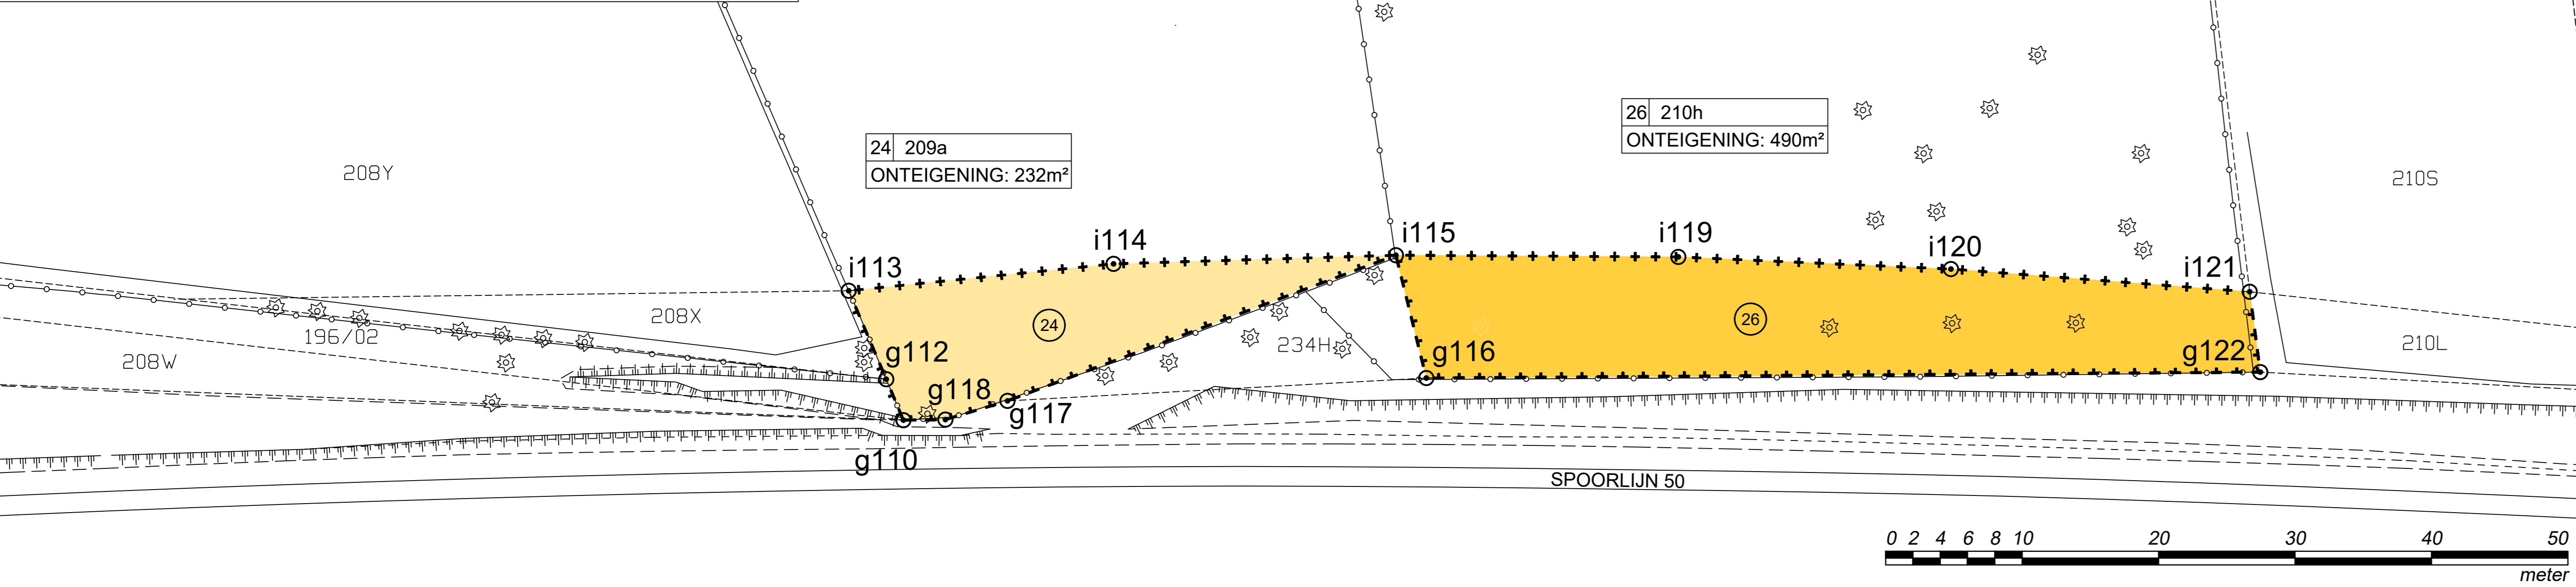 26 210h
ONTEIGENING: 490m²
24 209a
ONTEIGENING: 232m²
208Y
210S
i113
i114
i115
i119
i120
i121
208X
196/02
208W
24
26
234H
210L
g112
g118
g117
g116
g122
g110
SPOORLIJN 50
0 2 4 6 8 10 20 30 40 50
meter